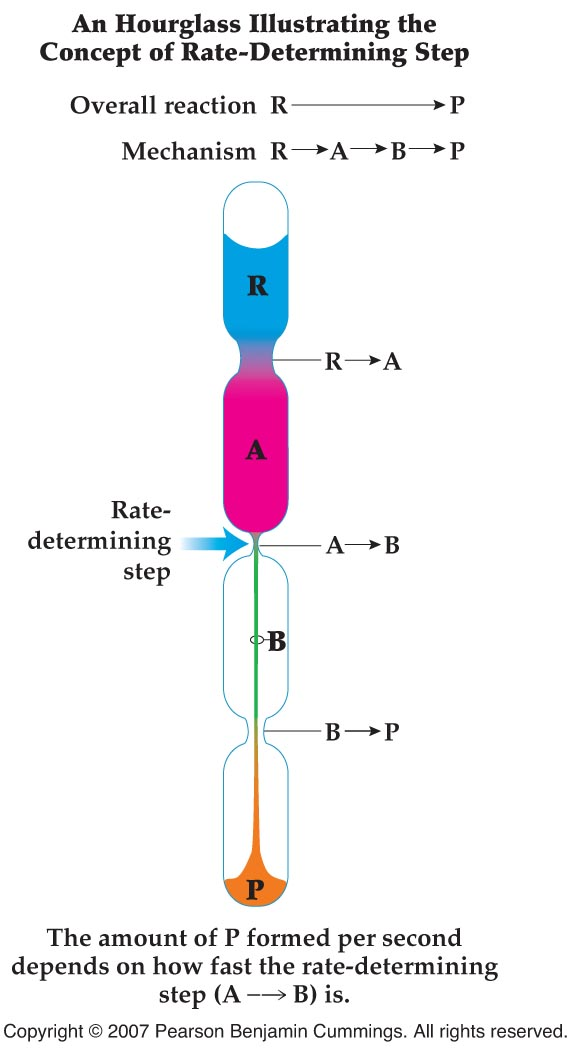 An Hourglass Illustrating the
Concept of Rate-Determining Step
Overall reaction R → P
Mechanism R → A → B → P
R
R → A
A
Rate-
determining
step
A → B
B
B → P
P
The amount of P formed per second
depends on how fast the rate-determining
step (A --→ B) is.
Copyright © 2007 Pearson Benjamin Cummings. All rights reserved.